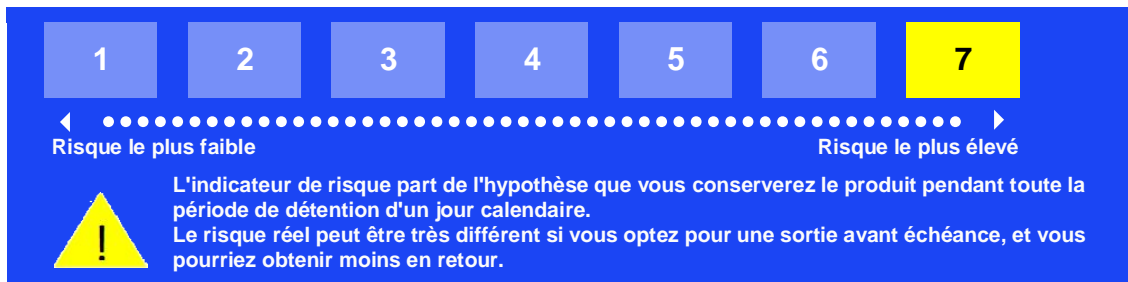 1 2 3 4 5 6 7
Risque le plus faible Risque le plus élevé
L'indicateur de risque part de l'hypothèse que vous conserverez le produit pendant toute la
période de détention d'un jour calendaire.
Le risque réel peut être très différent si vous optez pour une sortie avant échéance, et vous
pourriez obtenir moins en retour.
!